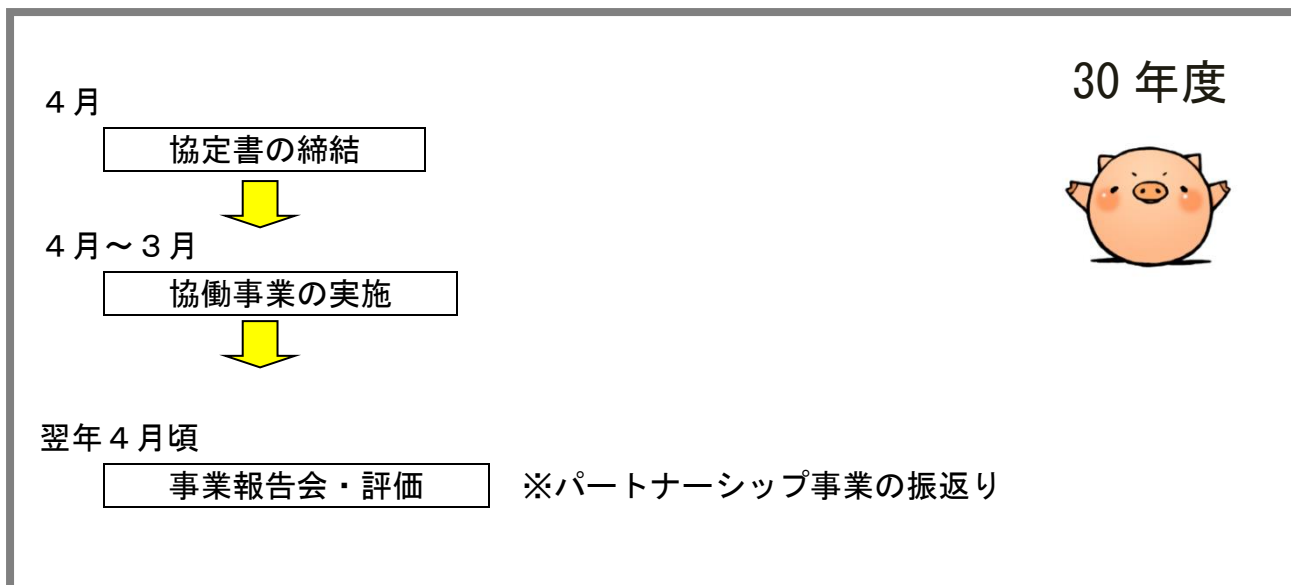 30 年度
４月
協定書の締結
４月～３月
協働事業の実施
翌年４月頃
事業報告会・評価 ※パートナーシップ事業の振返り